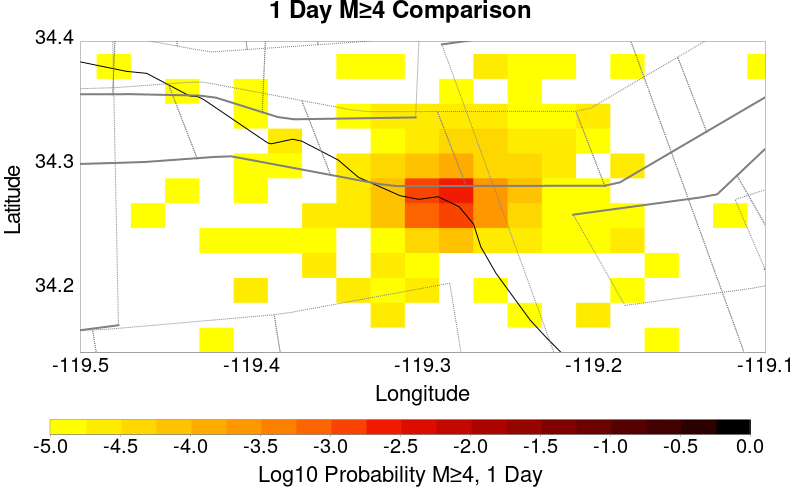 1 Day M≥4 Comparison
34.4
34.3
34.2
Latitude
-119.5 -119.4 -119.3 -119.2 -119.1
Longitude
-5.0 -4.5 -4.0 -3.5 -3.0 -2.5 -2.0 -1.5 -1.0 -0.5 0.0
Log10 Probability M≥4, 1 Day